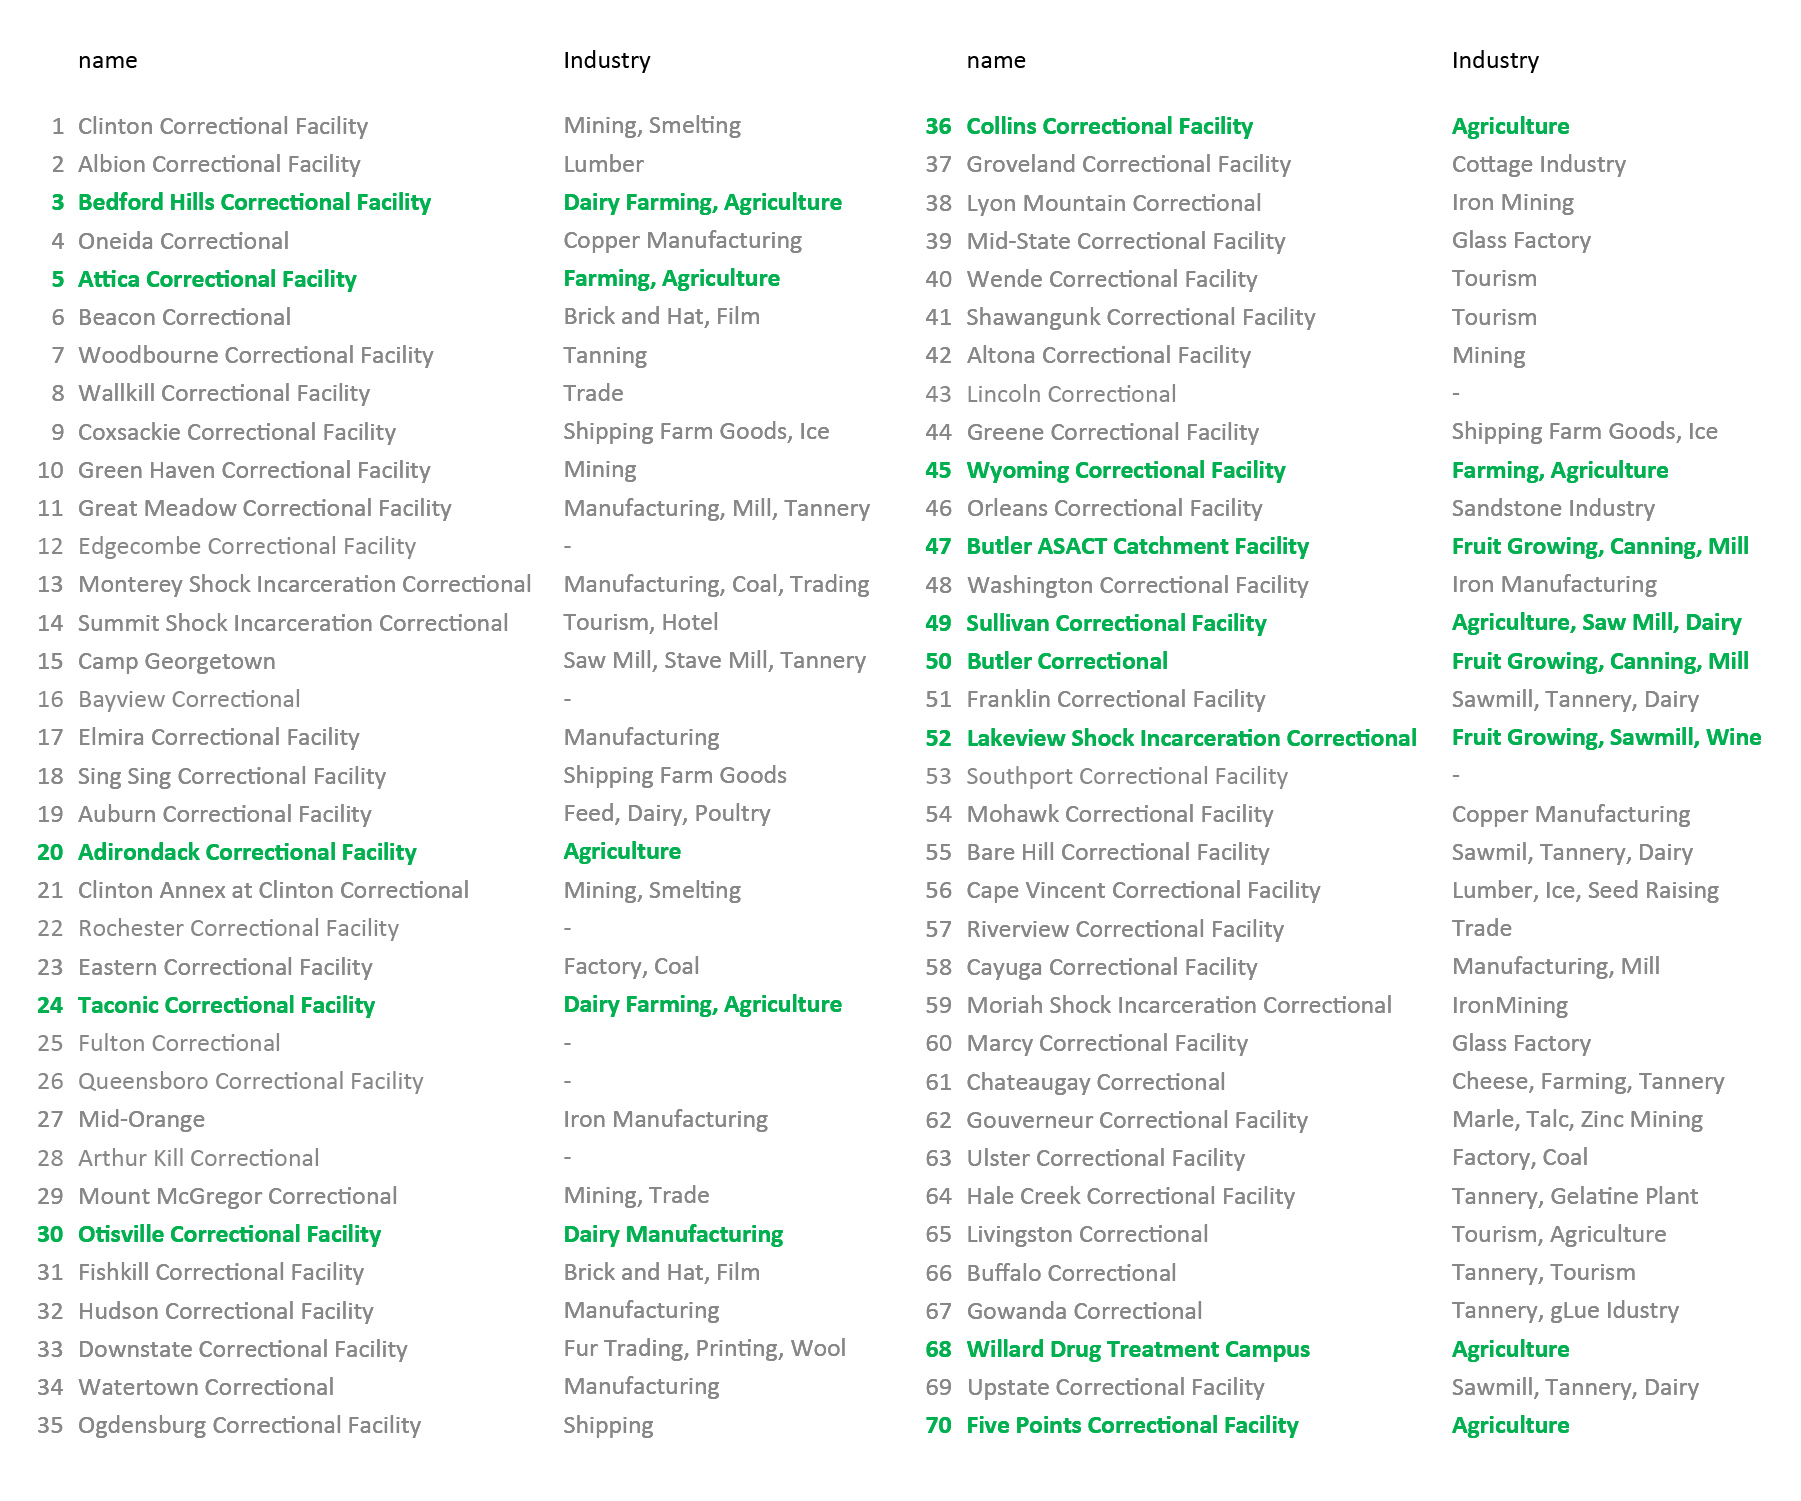 name Industry
1 Clinton Correctional Facility Mining, Smelting
2 Albion Correctional Facility Lumber
3 Bedford Hills Correctional Facility Dairy Farming, Agriculture
4 Oneida Correctional Copper Manufacturing
5 Attica Correctional Facility Farming, Agriculture
6 Beacon Correctional Brick and Hat, Film
7 Woodbourne Correctional Facility Tanning
8 Wallkill Correctional Facility Trade
9 Coxsackie Correctional Facility Shipping Farm Goods, Ice
10 Green Haven Correctional Facility Mining
11 Great Meadow Correctional Facility Manufacturing, Mill, Tannery
12 Edgecombe Correctional Facility -
13 Monterey Shock Incarceration Correctional Manufacturing, Coal, Trading
14 Summit Shock Incarceration Correctional Tourism, Hotel
15 Camp Georgetown Saw Mill, Stave Mill, Tannery
16 Bayview Correctional -
17 Elmira Correctional Facility Manufacturing
18 Sing Sing Correctional Facility Shipping Farm Goods
19 Auburn Correctional Facility Feed, Dairy, Poultry
20 Adirondack Correctional Facility Agriculture
21 Clinton Annex at Clinton Correctional Mining, Smelting
22 Rochester Correctional Facility -
23 Eastern Correctional Facility Factory, Coal
24 Taconic Correctional Facility Dairy Farming, Agriculture
25 Fulton Correctional -
26 Queensboro Correctional Facility -
27 Mid-Orange Iron Manufacturing
28 Arthur Kill Correctional -
29 Mount McGregor Correctional Mining, Trade
30 Otisville Correctional Facility Dairy Manufacturing
31 Fishkill Correctional Facility Brick and Hat, Film
32 Hudson Correctional Facility Manufacturing
33 Downstate Correctional Facility Fur Trading, Printing, Wool
34 Watertown Correctional Manufacturing
35 Ogdensburg Correctional Facility Shipping
name Industry
36 Collins Correctional Facility Agriculture
37 Groveland Correctional Facility Cottage Industry
38 Lyon Mountain Correctional Iron Mining
39 Mid-State Correctional Facility Glass Factory
40 Wende Correctional Facility Tourism
41 Shawangunk Correctional Facility Tourism
42 Altona Correctional Facility Mining
43 Lincoln Correctional -
44 Greene Correctional Facility Shipping Farm Goods, Ice
45 Wyoming Correctional Facility Farming, Agriculture
46 Orleans Correctional Facility Sandstone Industry
47 Butler ASACT Catchment Facility Fruit Growing, Canning, Mill
48 Washington Correctional Facility Iron Manufacturing
49 Sullivan Correctional Facility Agriculture, Saw Mill, Dairy
50 Butler Correctional Fruit Growing, Canning, Mill
51 Franklin Correctional Facility Sawmill, Tannery, Dairy
52 Lakeview Shock Incarceration Correctional Fruit Growing, Sawmill, Wine
53 Southport Correctional Facility -
54 Mohawk Correctional Facility Copper Manufacturing
55 Bare Hill Correctional Facility Sawmil, Tannery, Dairy
56 Cape Vincent Correctional Facility Lumber, Ice, Seed Raising
57 Riverview Correctional Facility Trade
58 Cayuga Correctional Facility Manufacturing, Mill
59 Moriah Shock Incarceration Correctional IronMining
60 Marcy Correctional Facility Glass Factory
61 Chateaugay Correctional Cheese, Farming, Tannery
62 Gouverneur Correctional Facility Marle, Talc, Zinc Mining
63 Ulster Correctional Facility Factory, Coal
64 Hale Creek Correctional Facility Tannery, Gelatine Plant
65 Livingston Correctional Tourism, Agriculture
66 Buffalo Correctional Tannery, Tourism
67 Gowanda Correctional Tannery, gLue Idustry
68 Willard Drug Treatment Campus Agriculture
69 Upstate Correctional Facility Sawmill, Tannery, Dairy
70 Five Points Correctional Facility Agriculture